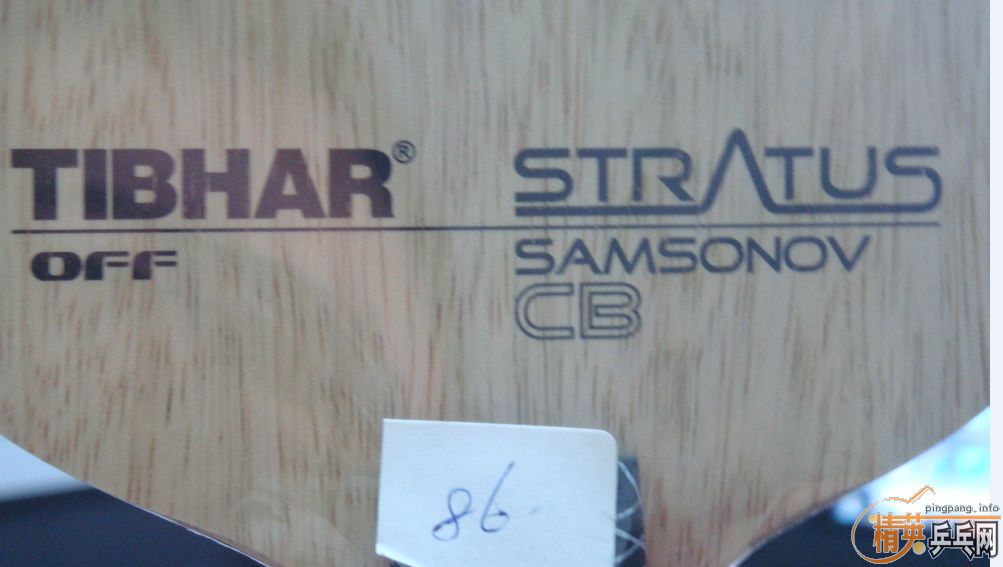 TIBHAR®
OFF
STRATUS
SAMSONOV
CB
86
pingpang.info
精英乒乓网